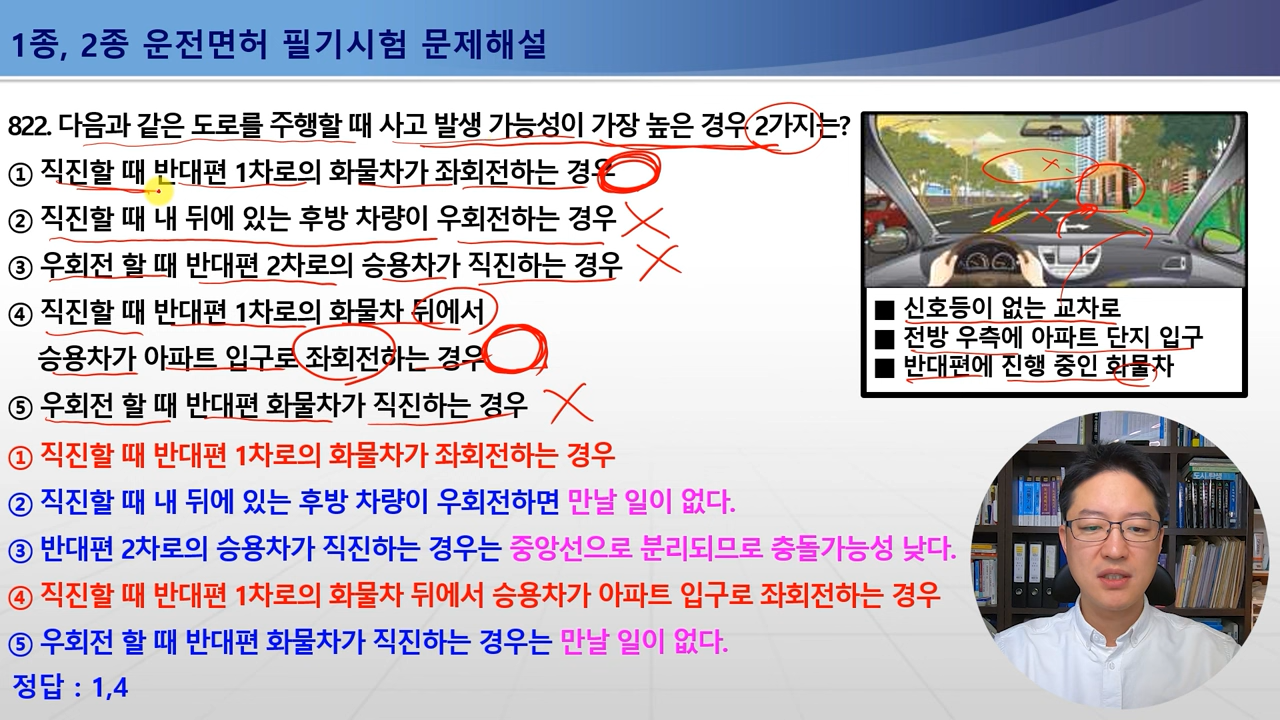 1종, 2종 운전면허 필기시험 문제해설
822. 다음과 같은 도로를 주행할 때 사고 발생 가능성이 가장 높은 경우 2가지는?
① 직진할 때 반대편 1차로의 화물차가 좌회전하는 경우
② 직진할 때 내 뒤에 있는 후방 차량이 우회전하는 경우
③ 우회전 할 때 반대편 2차로의 승용차가 직진하는 경우
④ 직진할 때 반대편 1차로의 화물차 뒤에서
승용차가 아파트 입구로 좌회전하는 경우
⑤ 우회전 할 때 반대편 화물차가 직진하는 경우
■ 신호등이 없는 교차로
■ 전방 우측에 아파트 단지 입구
■ 반대편에 진행 중인 화물차
① 직진할 때 반대편 1차로의 화물차가 좌회전하는 경우
② 직진할 때 내 뒤에 있는 후방 차량이 우회전하면 만날 일이 없다.
③ 반대편 2차로의 승용차가 직진하는 경우는 중앙선으로 분리되므로 충돌가능성 낮다.
④ 직진할 때 반대편 1차로의 화물차 뒤에서 승용차가 아파트 입구로 좌회전하는 경우
⑤ 우회전 할 때 반대편 화물차가 직진하는 경우는 만날 일이 없다.
정답 : 1,4